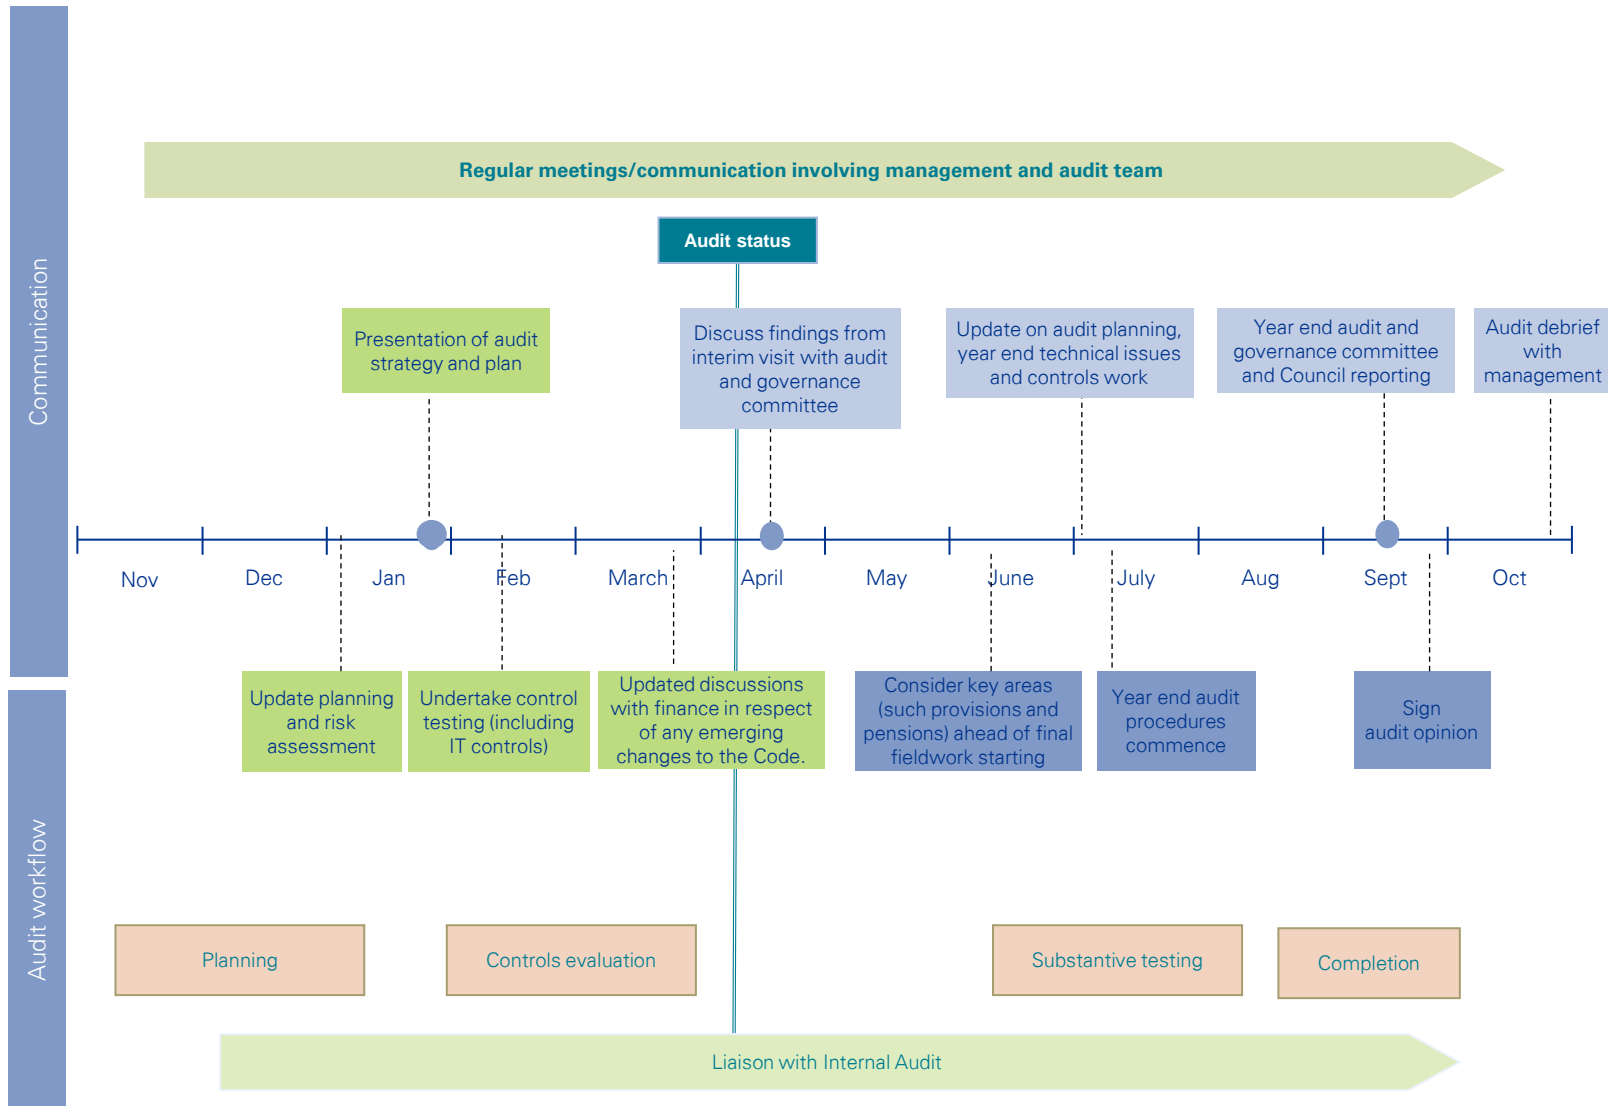 Communication
Regular meetings/communication involving management and audit team
Audit status
Presentation of audit
strategy and plan
Discuss findings from
interim visit with audit
and governance
committee
Update on audit planning,
year end technical issues
and controls work
Year end audit and
governance committee
and Council reporting
Audit debrief
with
management
Nov
Dec
Jan
Feb
March
April
May
June
July
Aug
Sept
Oct
Update planning
and risk
assessment
Undertake control
testing (including
IT controls)
Updated discussions
with finance in respect
of any emerging
changes to the Code.
Consider key areas
(such provisions and
pensions) ahead of final
fieldwork starting
Year end audit
procedures
commence
Sign
audit opinion
Audit workflow
Planning
Controls evaluation
Substantive testing
Completion
Liaison with Internal Audit